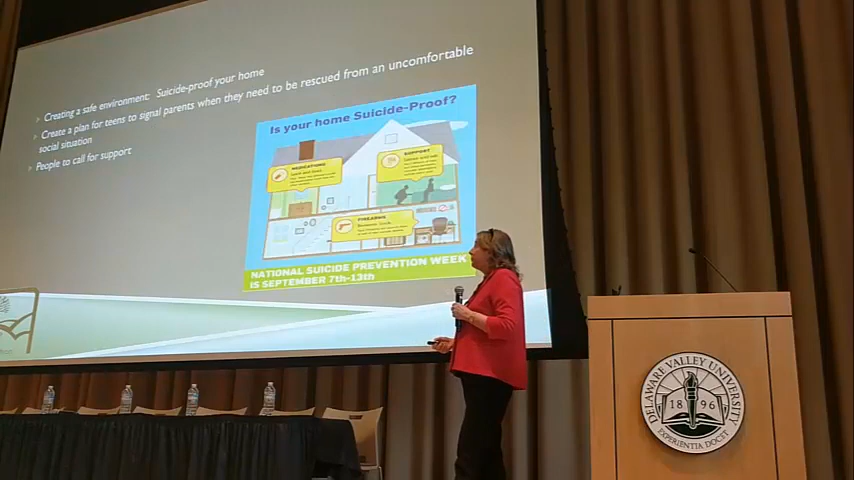 Creating a safe environment: Suicide-proof your home
Create a plan for teens to signal parents when they need to be rescued from an uncomfortable
social situation
People to call for support
Is your home Suicide-Proof?
MEDICATIONS
SUPPORT
FIREARMS
NATIONAL SUICIDE PREVENTION WEEK
IS SEPTEMBER 7th-13th
DELAWARE VALLEY UNIVERSITY
1896
EXPERIENTIA DOCET